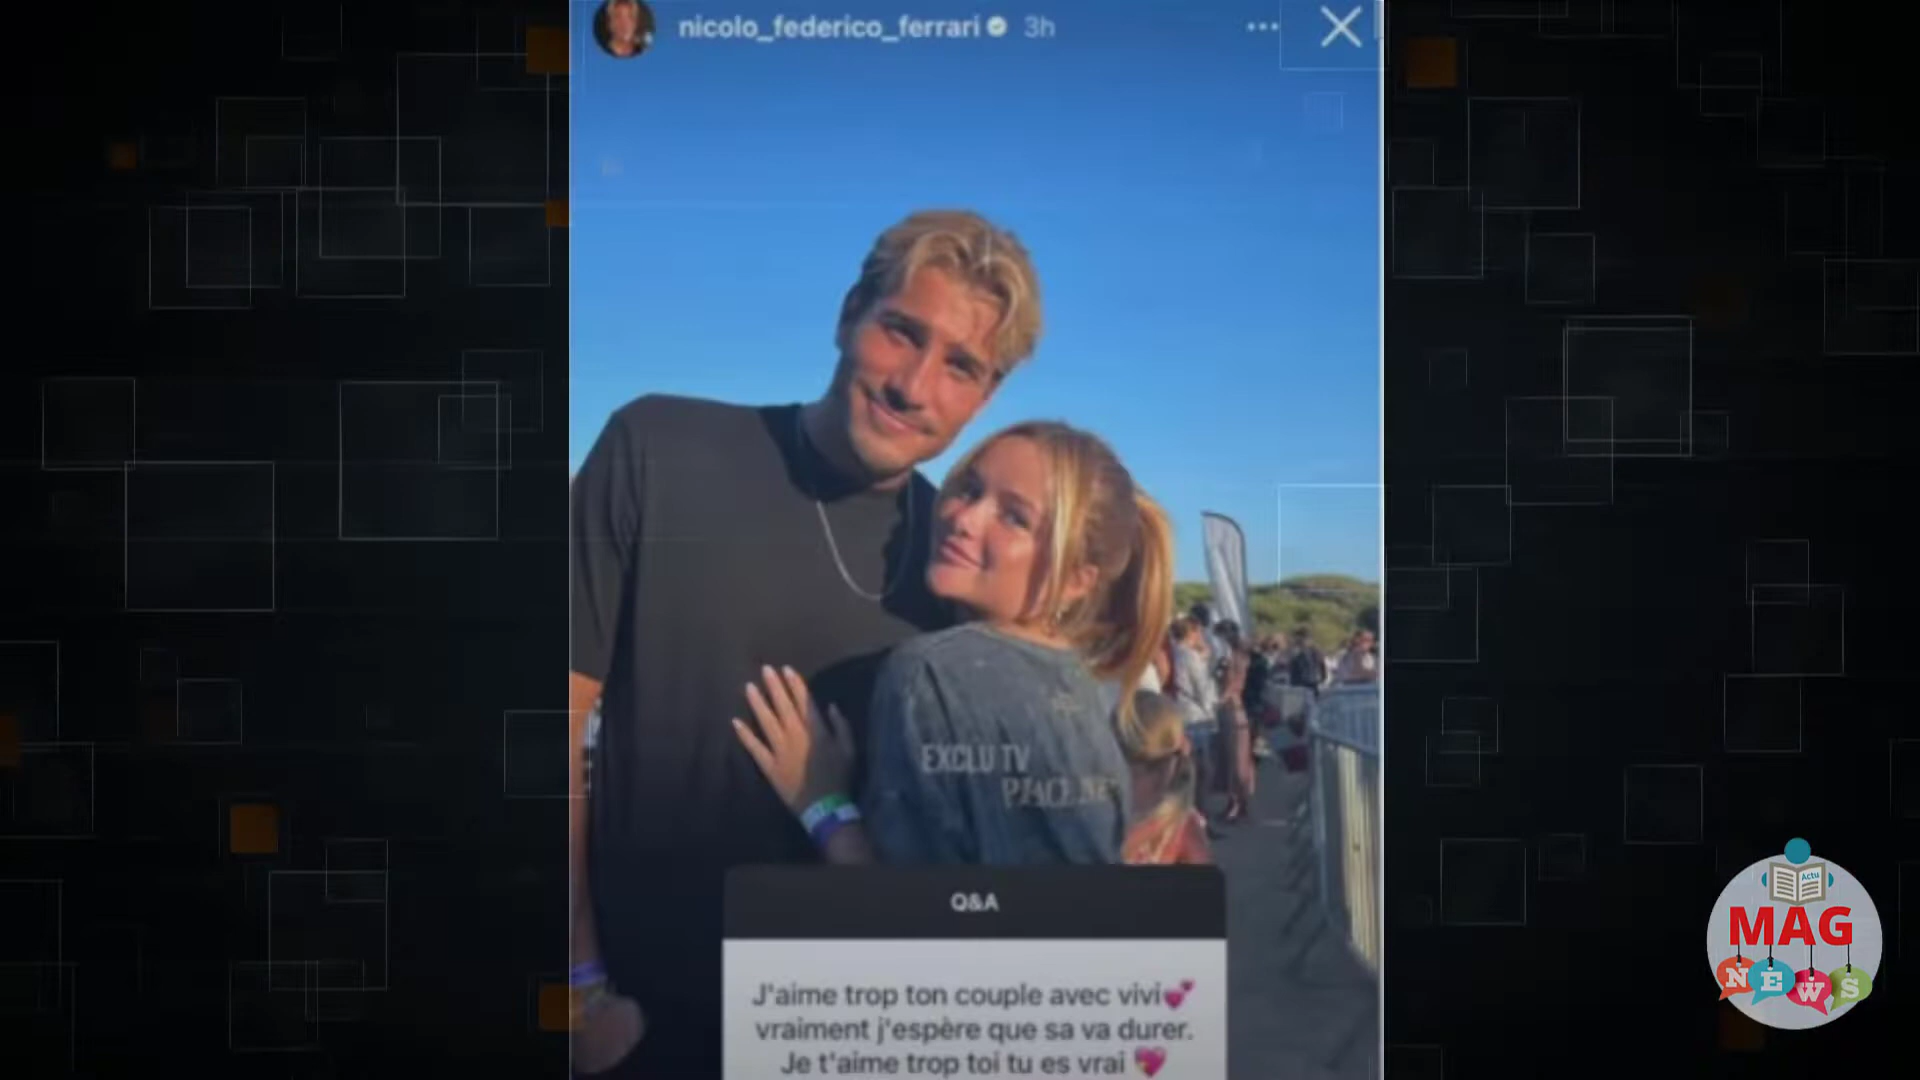 nicolo_federico_ferrari 3h
EXCLU TV
Q&A
J'aime trop ton couple avec vivi💕
vraiment j'espère que sa va durer.
Je t'aime trop toi tu es vrai 💖
Actu
MAG
NEWS